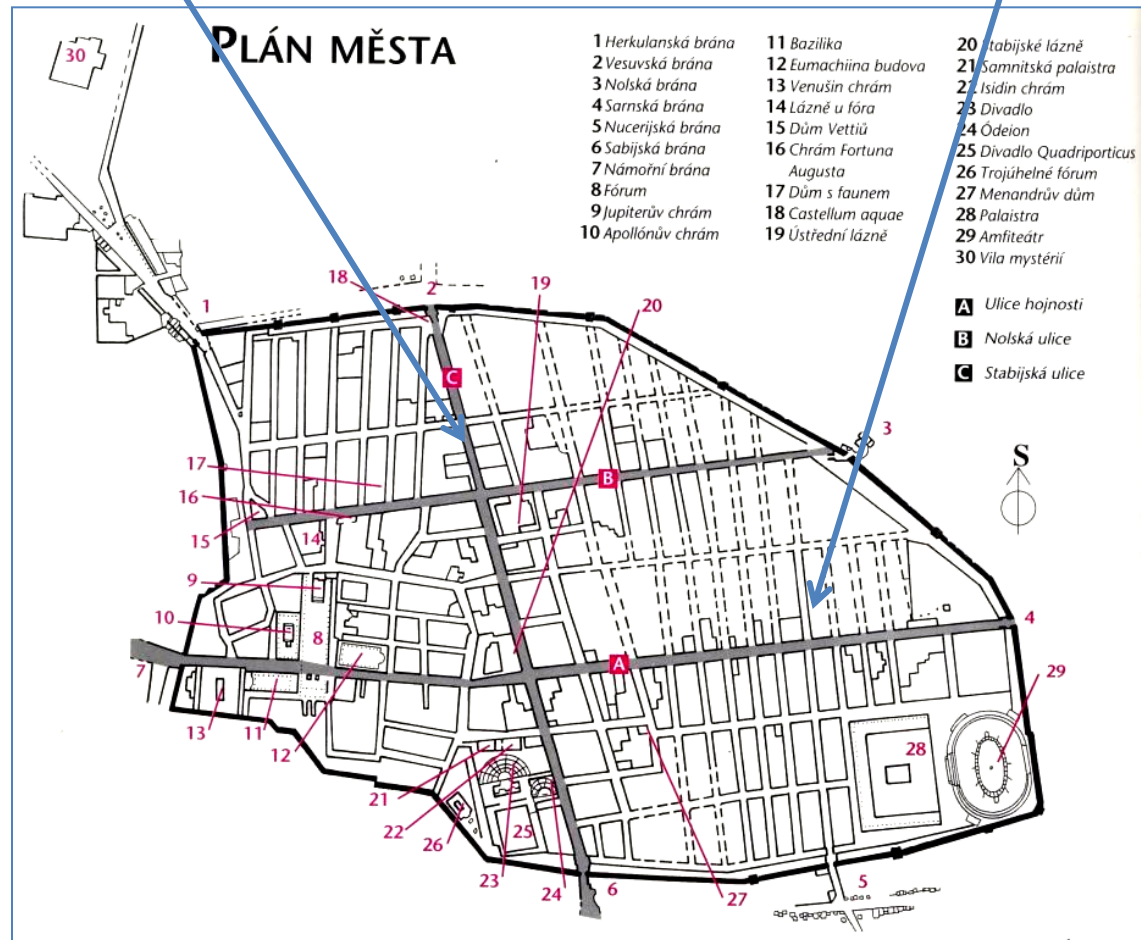 PLÁN MĚSTA
1 Herkulanská brána
2 Vesuvská brána
3 Nolská brána
4 Sarnská brána
5 Nucerijská brána
6 Sabijská brána
7 Námořní brána
8 Fórum
9 Jupiterův chrám
10 Apollónův chrám
11 Bazilika
12 Eumachiina budova
13 Venušin chrám
14 Lázně u fóra
15 Dům Vettiů
16 Chrám Fortuna
Augusta
17 Dům s faunem
18 Castellum aquae
19 Ústřední lázně
20 Stabijské lázně
21 Samnitská palaistra
22 Isidin chrám
23 Divadlo
24 Ódeion
25 Divadlo Quadriporticus
26 Trojúhelné fórum
27 Menandrův dům
28 Palaistra
29 Amfiteátr
30 Vila mystérií
A Ulice hojnosti
B Nolská ulice
C Stabijská ulice
S
30
1
18
2
19
20
C
3
17
B
16
15
14
9
10
8
4
7
A
29
13
11
12
28
21
22
26
25
23
24
6
27
5